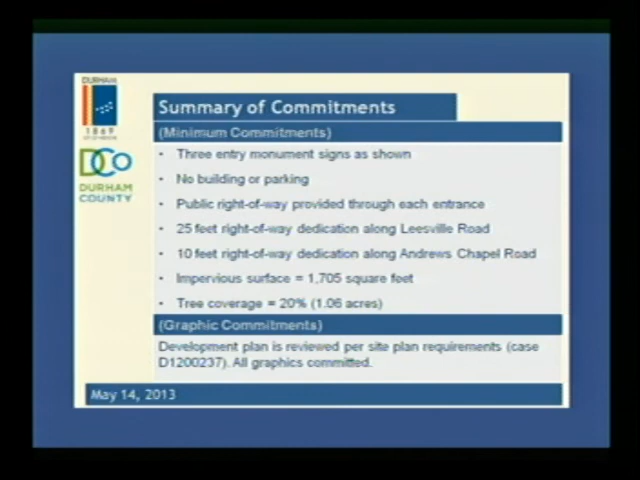 DURHAM
1869
DCO
DURHAM
COUNTY
Summary of Commitments
(Minimum Commitments)
• Three entry monument signs as shown
• No building or parking
• Public right-of-way provided through each entrance
• 25 feet right-of-way dedication along Leesville Road
• 10 feet right-of-way dedication along Andrews Chapel Road
• Impervious surface = 1,705 square feet
• Tree coverage = 20% (1.06 acres)
(Graphic Commitments)
Development plan is reviewed per site plan requirements (case
D1200237). All graphics committed.
May 14, 2013